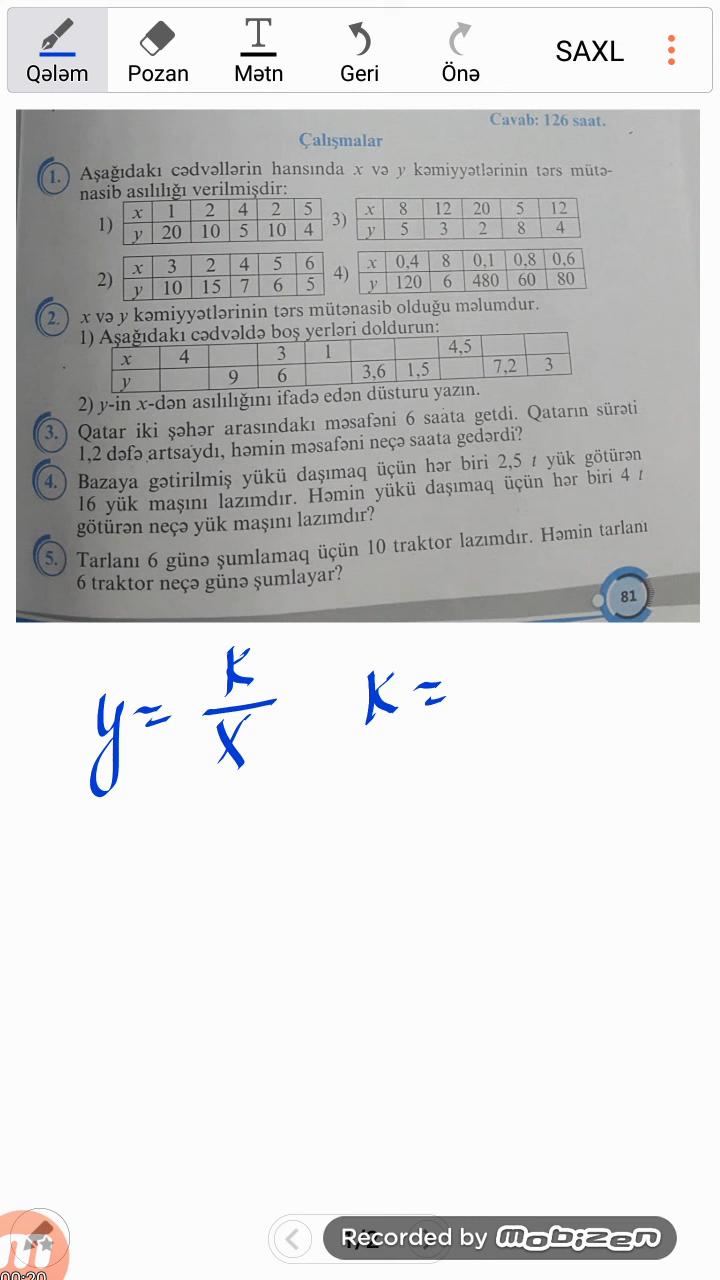 Qələm Pozan Mətn Geri Önə SAXL
Cavab: 126 saat.
Çalışmalar
1. Aşağıdakı cədvəllərin hansında x və y kəmiyyətlərinin tərs mütə-
nasib asılılığı verilmişdir:
1) x 1 2 4 2 5
y 20 10 5 10 4
3) x 8 12 20 5 12
y 5 3 2 8 4
2) x 3 2 4 5 6
y 10 15 7 6 5
4) x 0,4 8 0,1 0,8 0,6
y 120 6 480 60 80
2. x və y kəmiyyətlərinin tərs mütənasib olduğu məlumdur.
1) Aşağıdakı cədvəldə boş yerləri doldurun:
x 4 3 1 4,5
y 9 6 3,6 1,5 7,2 3
2) y-in x-dən asılılığını ifadə edən düsturu yazın.
3. Qatar iki şəhər arasındakı məsafəni 6 saata getdi. Qatarın sürəti
1,2 dəfə artsaydı, həmin məsafəni neçə saata gedərdi?
4. Bazaya gətirilmiş yükü daşımaq üçün hər biri 2,5 t yük götürən
16 yük maşını lazımdır. Həmin yükü daşımaq üçün hər biri 4 t
götürən neçə yük maşını lazımdır?
5. Tarlanı 6 günə şumlamaq üçün 10 traktor lazımdır. Həmin tarlanı
6 traktor neçə günə şumlayar?
81
y = K/x K =
Recorded by Mobizen
00:20